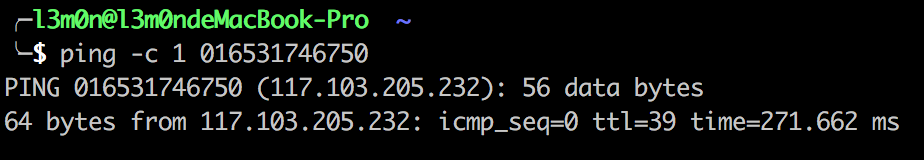 ╭─l3m0n@l3m0ndeMacBook-Pro ~
╰─$ ping -c 1 016531746750
PING 016531746750 (117.103.205.232): 56 data bytes
64 bytes from 117.103.205.232: icmp_seq=0 ttl=39 time=271.662 ms